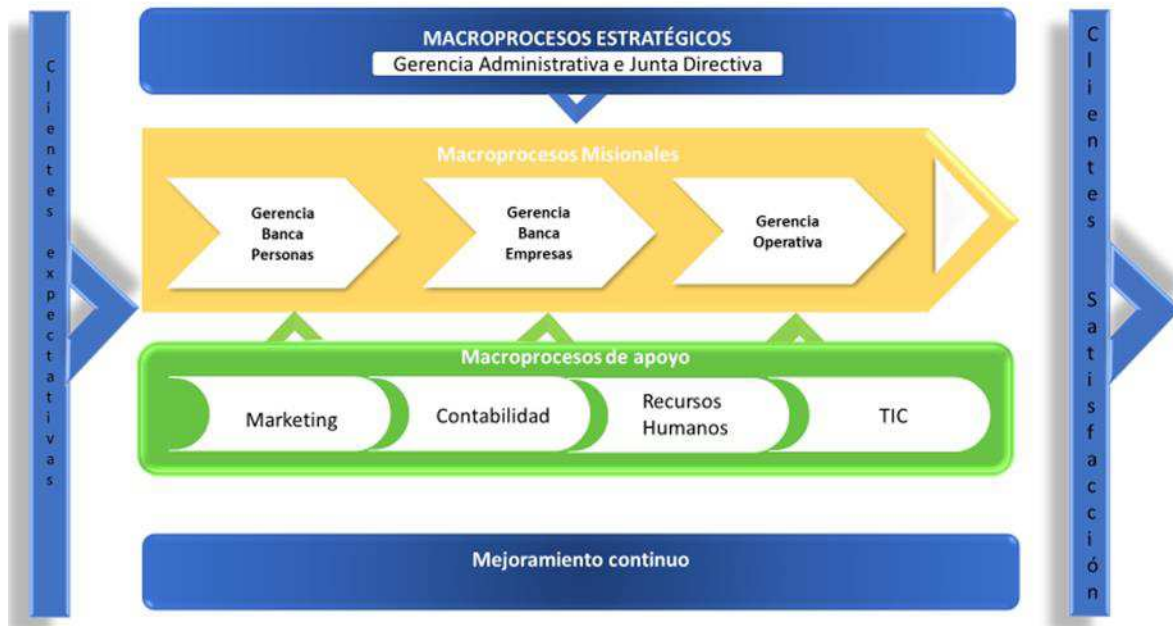 Clientes expectativas
MACROPROCESOS ESTRATÉGICOS
Gerencia Administrativa e Junta Directiva
Macroprocesos Misionales
Gerencia
Banca
Personas
Gerencia
Banca
Empresas
Gerencia
Operativa
Macroprocesos de apoyo
Marketing
Contabilidad
Recursos
Humanos
TIC
Mejoramiento continuo
Clientes Satisfacción